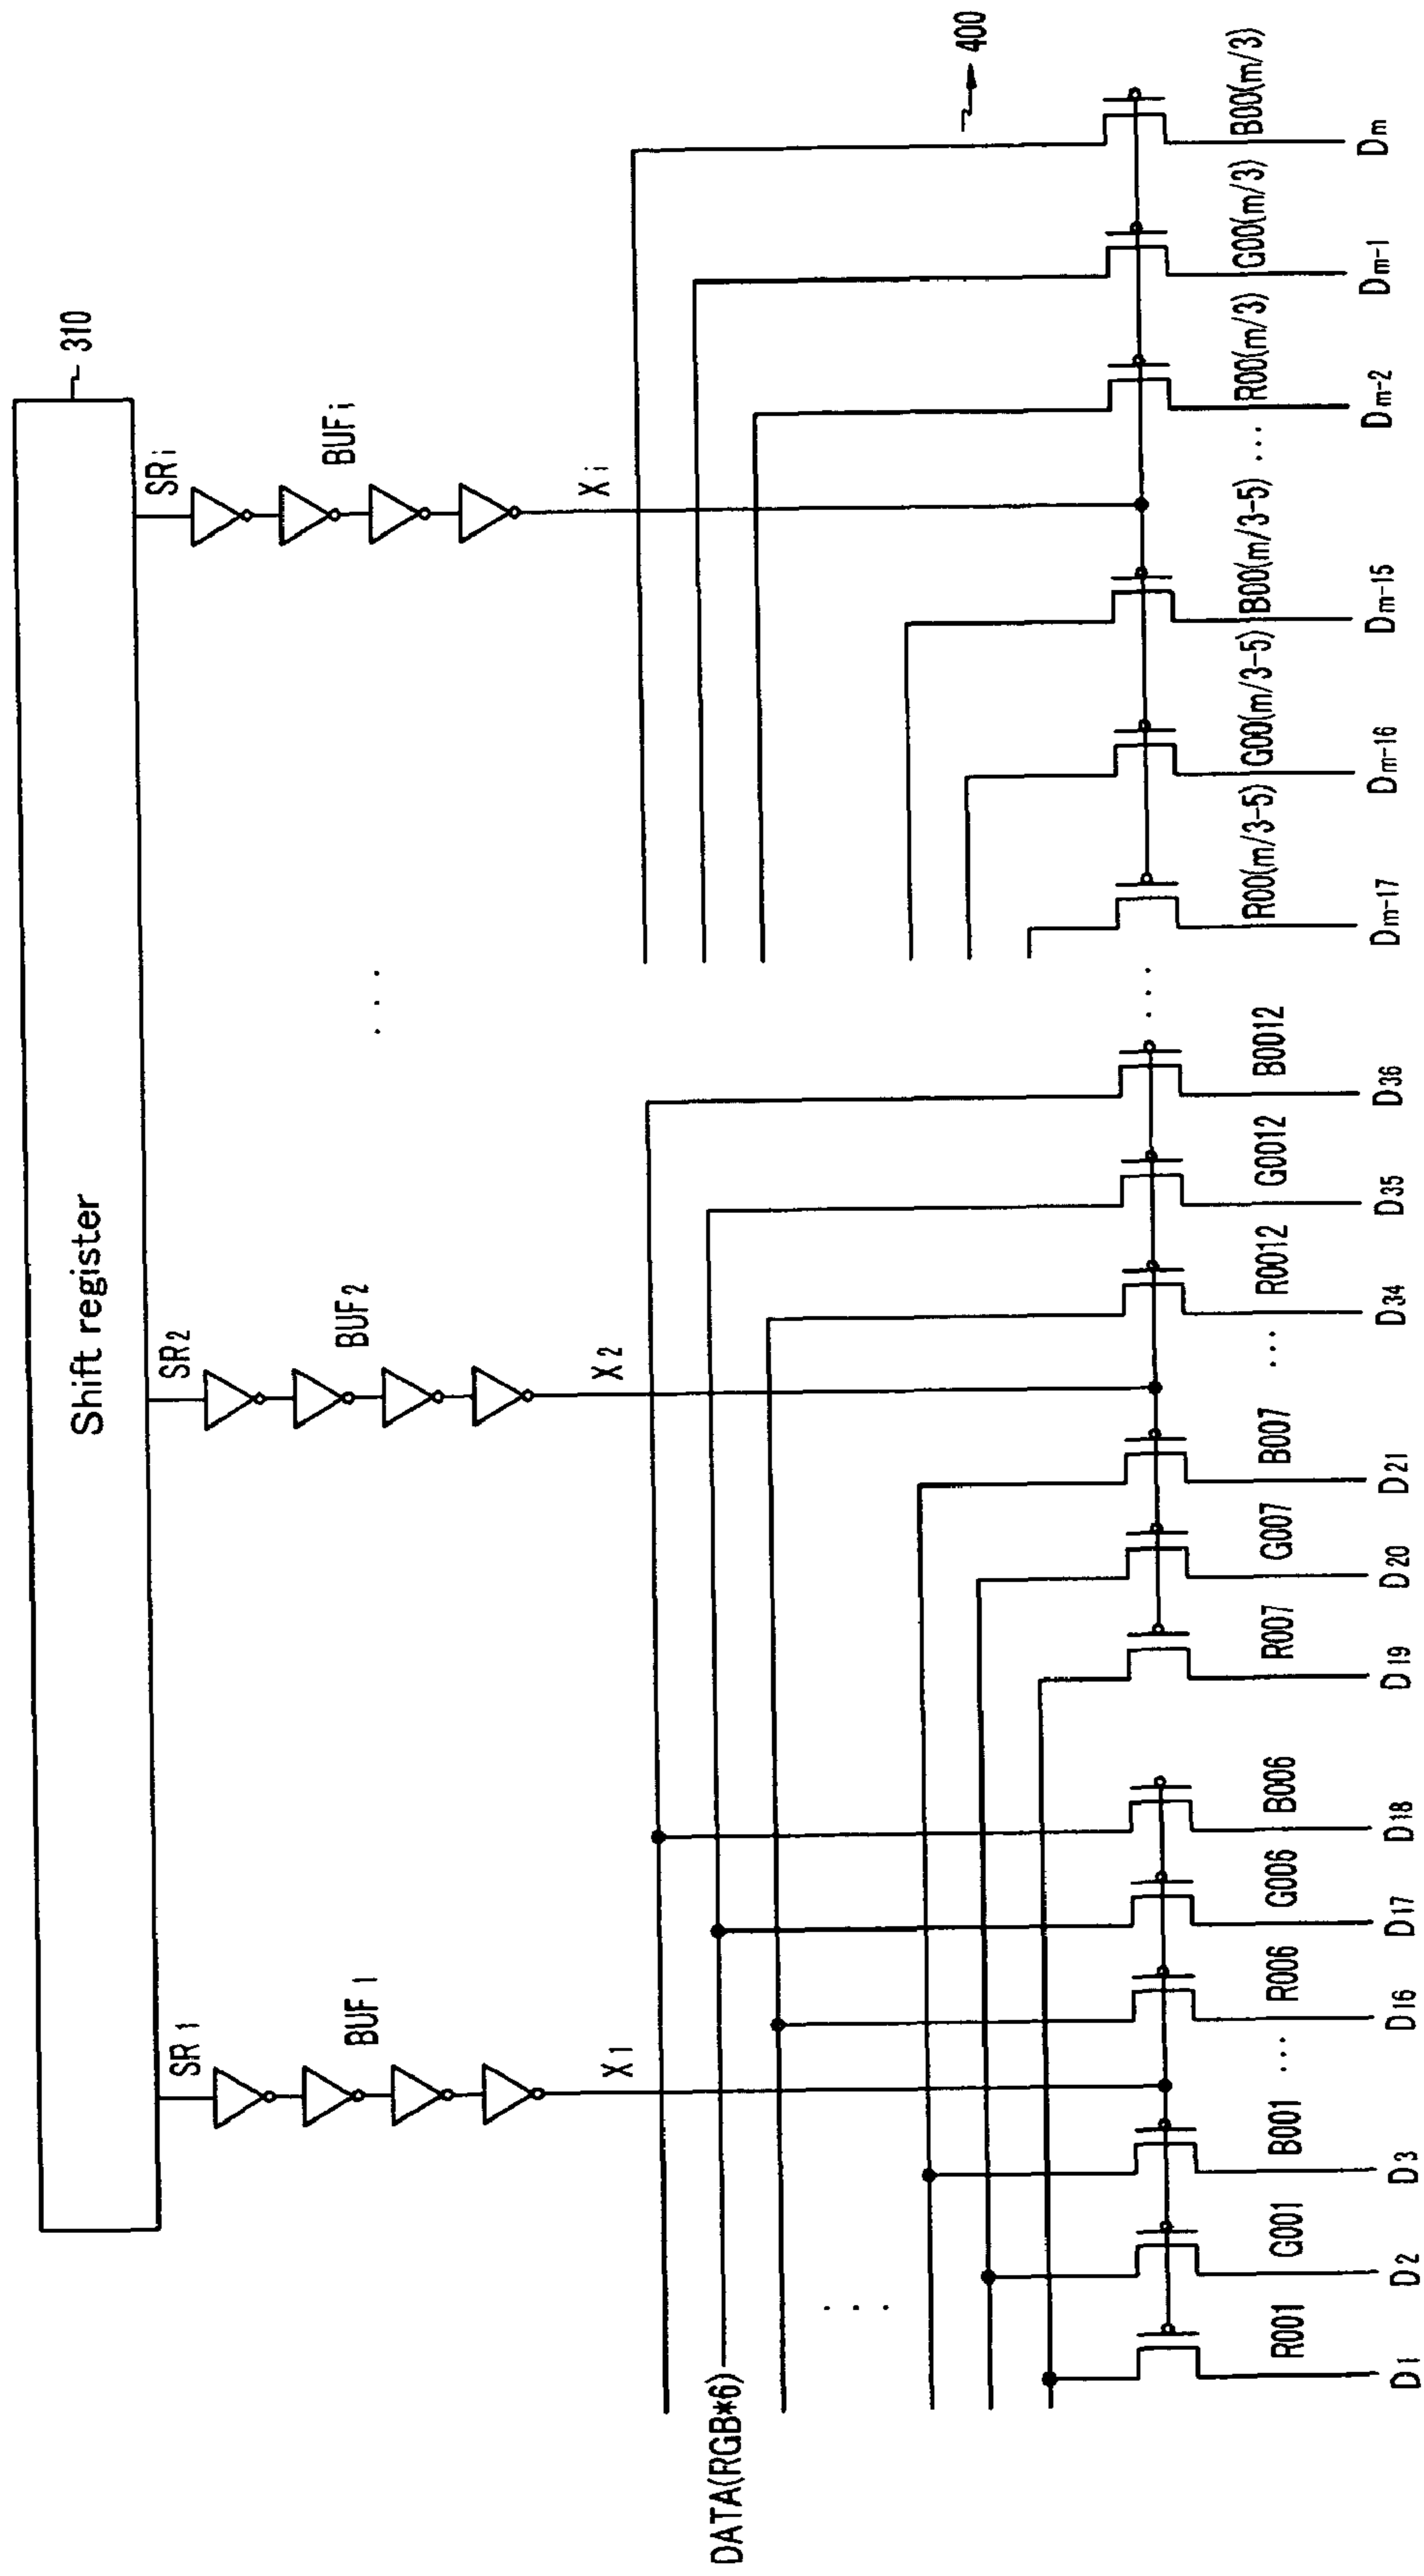 Shift register
310
SR1
SR2
SRi
BUF1
BUF2
BUFi
X1
X2
Xi
400
DATA(RGB*6)
R001
G001
B001
...
R006
G006
B006
R007
G007
B007
...
R0012
G0012
B0012
R00(m/3-5)
G00(m/3-5)
B00(m/3-5)
...
R00(m/3)
G00(m/3)
B00(m/3)
D1
D2
D3
D16
D17
D18
D19
D20
D21
D34
D35
D36
Dm-17
Dm-16
Dm-15
Dm-2
Dm-1
Dm